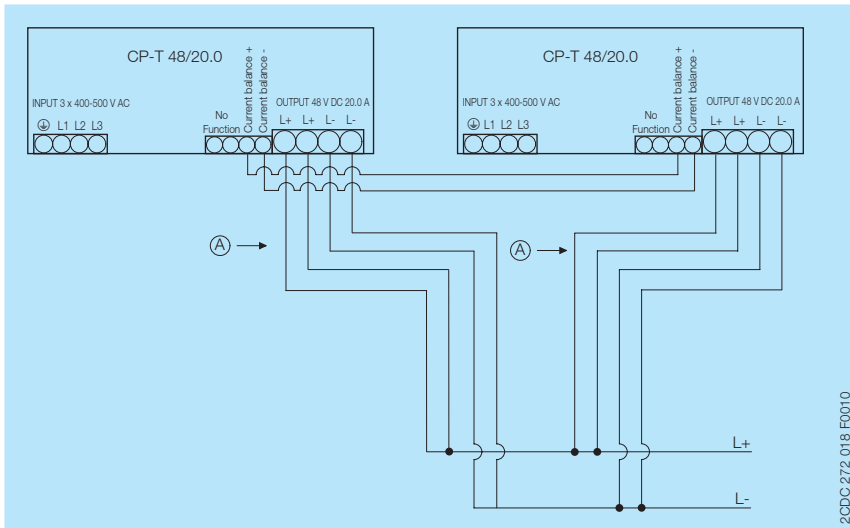 CP-T 48/20.0
INPUT 3 x 400-500 V AC
L1 L2 L3
No
Function
Current balance +
Current balance -
OUTPUT 48 V DC 20.0 A
L+ L+ L- L-
CP-T 48/20.0
INPUT 3 x 400-500 V AC
L1 L2 L3
No
Function
Current balance +
Current balance -
OUTPUT 48 V DC 20.0 A
L+ L+ L- L-
A
A
L+
L-
2CDC 272 018 F0010